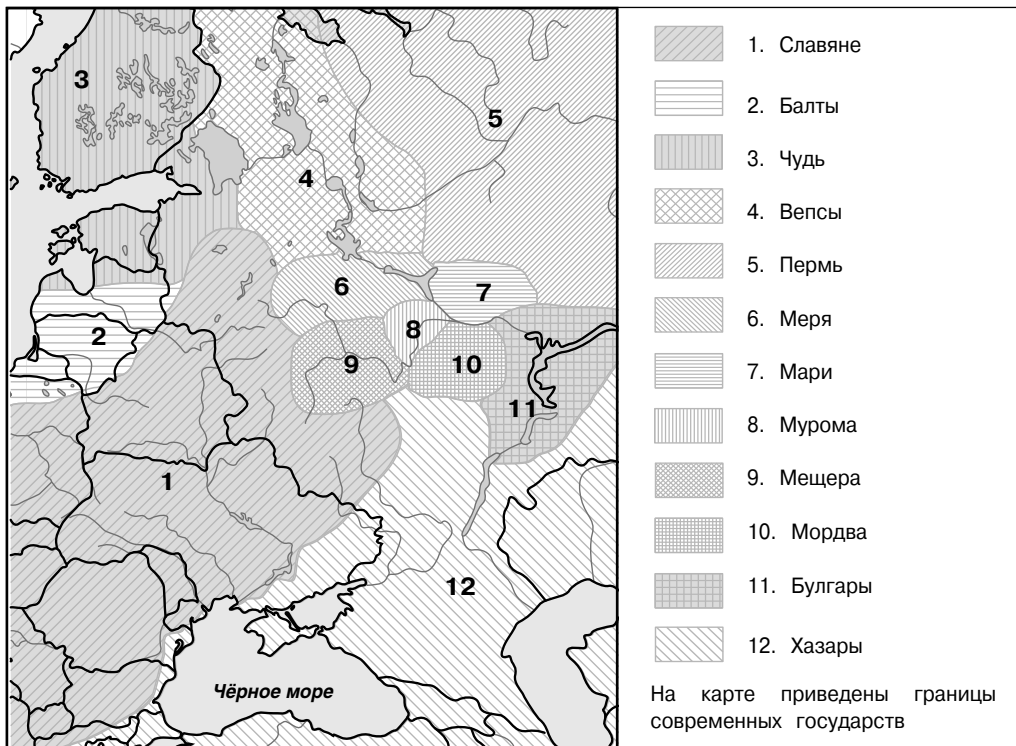 3
5
4
6
7
2
8
9
10
11
1
12
Чёрное море
1. Славяне
2. Балты
3. Чудь
4. Вепсы
5. Пермь
6. Меря
7. Мари
8. Мурома
9. Мещера
10. Мордва
11. Булгары
12. Хазары
На карте приведены границы
современных государств